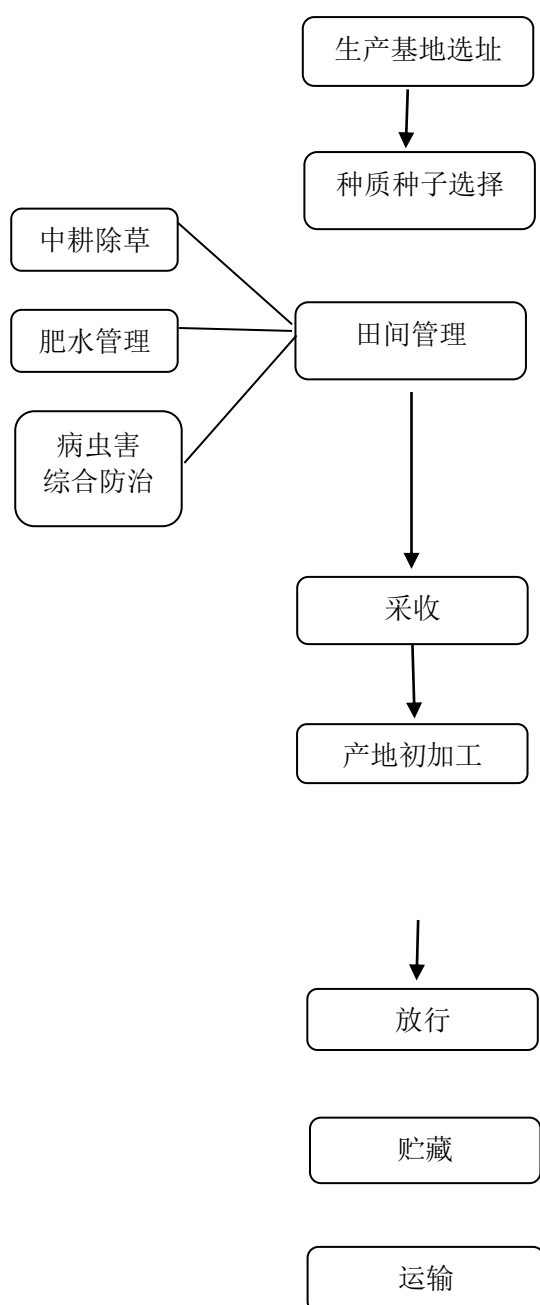 生产基地选址
种质种子选择
中耕除草
肥水管理
田间管理
病虫害
综合防治
采收
产地初加工
放行
贮藏
运输